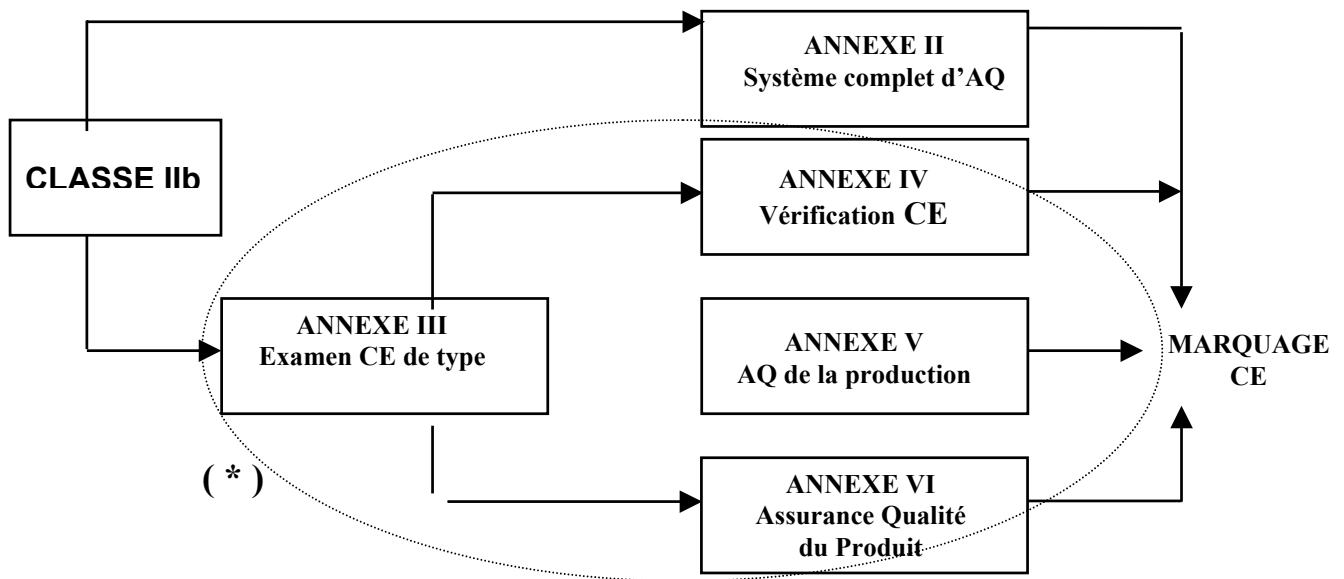 ANNEXE II
Système complet d’AQ
CLASSE IIb
ANNEXE IV
Vérification CE
ANNEXE III
Examen CE de type
ANNEXE V
AQ de la production
MARQUAGE
CE
( * )
ANNEXE VI
Assurance Qualité
du Produit